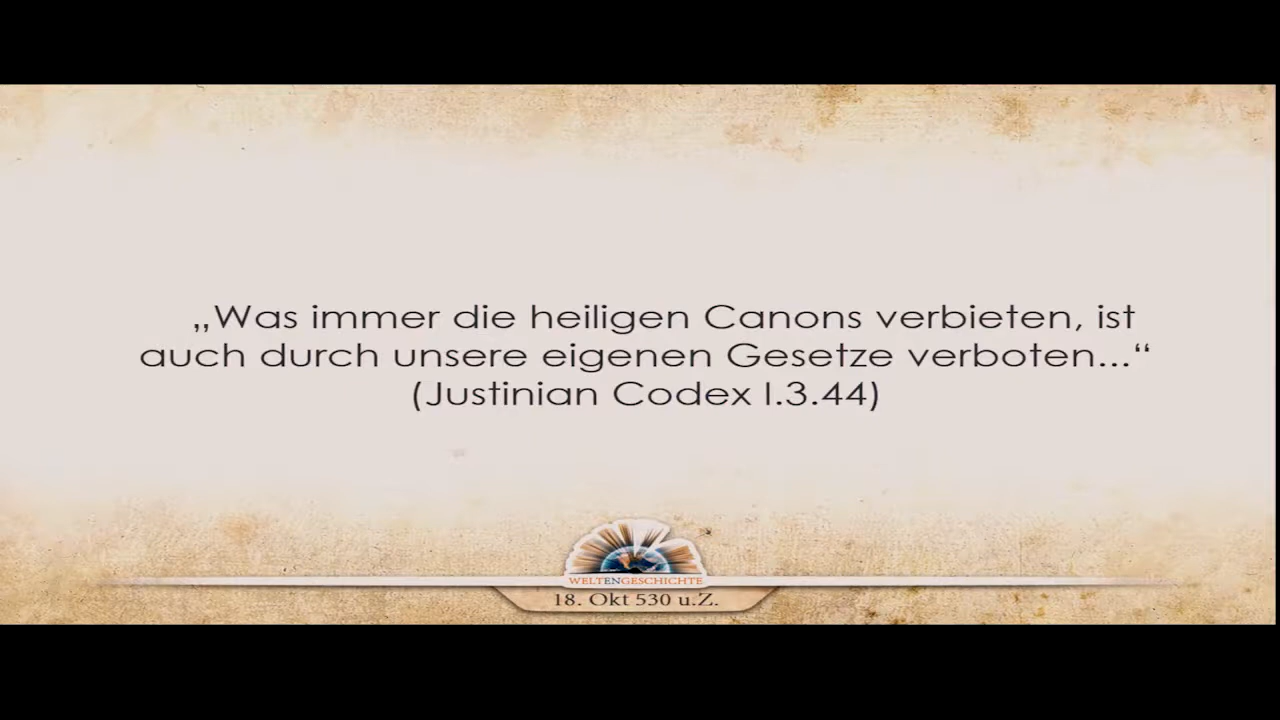 „Was immer die heiligen Canons verbieten, ist
auch durch unsere eigenen Gesetze verboten...“
(Justinian Codex I.3.44)
WELTENGESCHICHTE
18. Okt 530 u.Z.